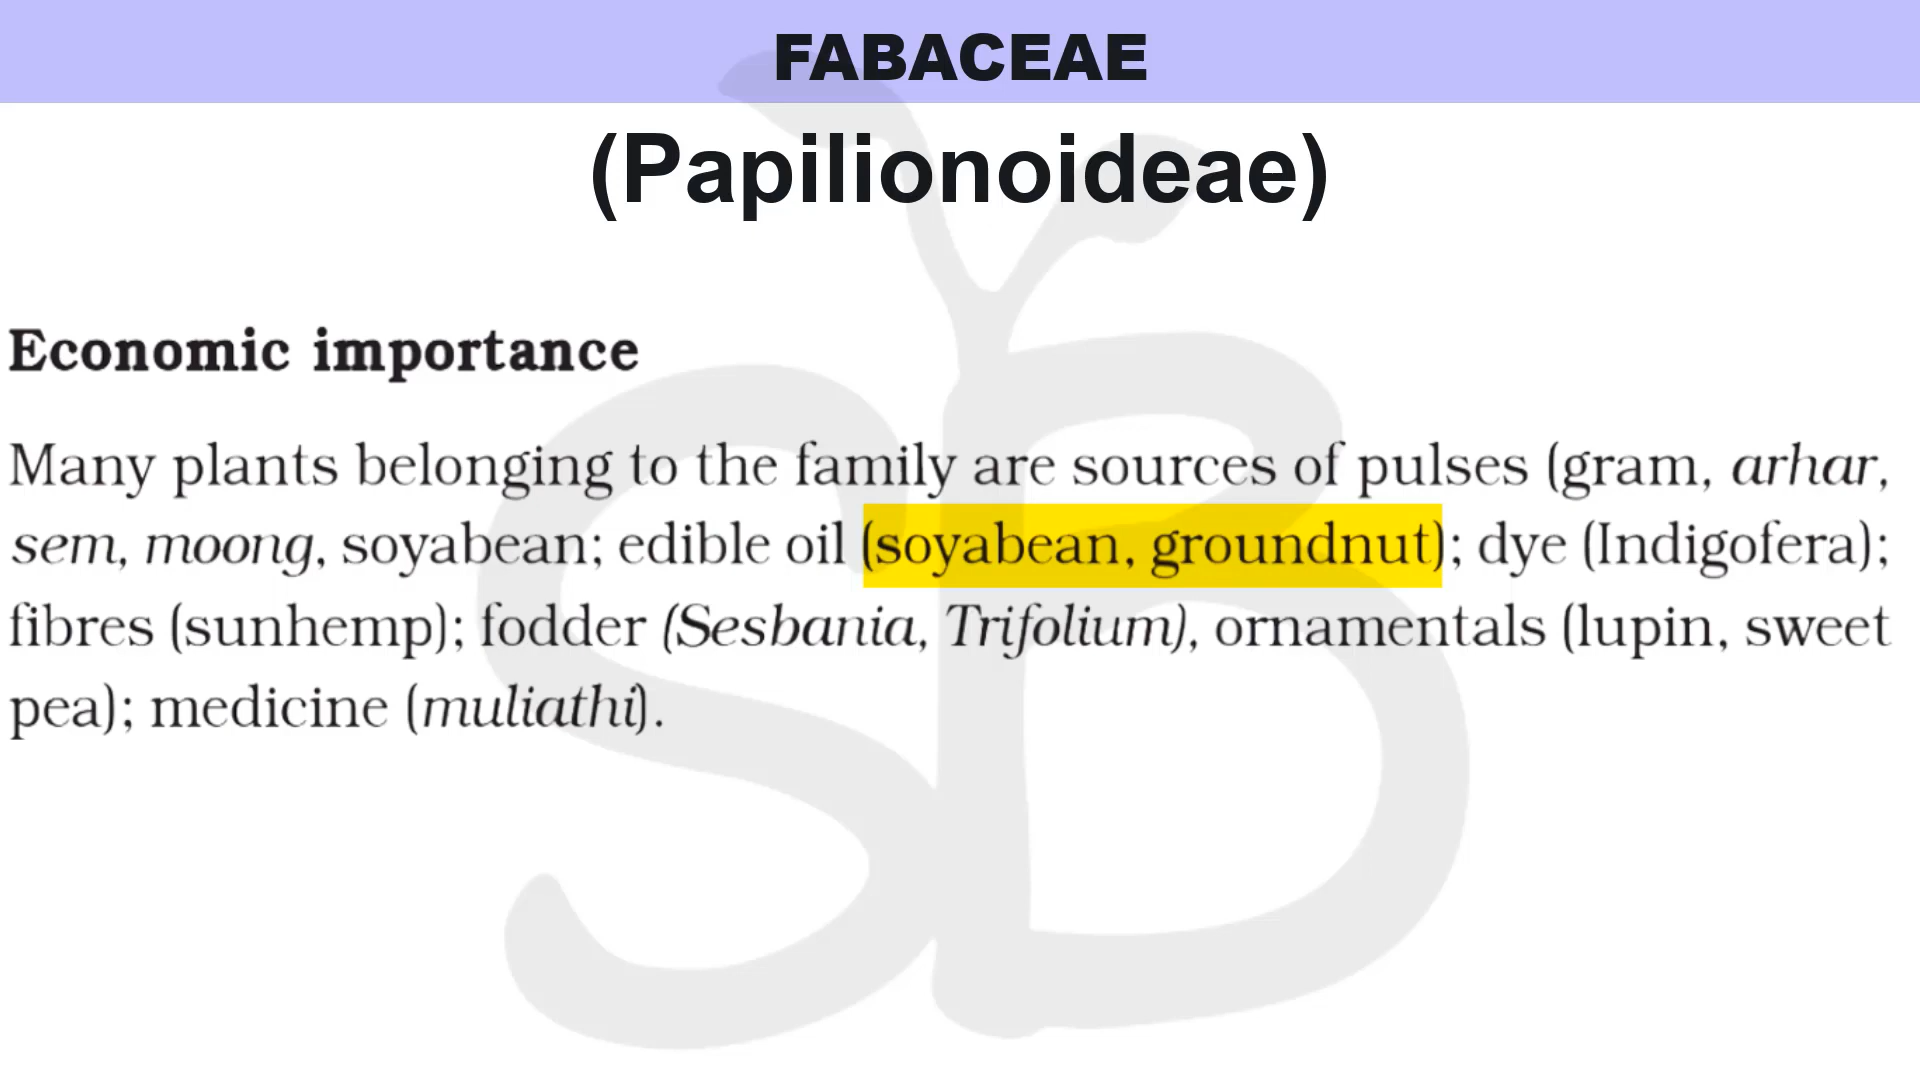 FABACEAE
(Papilionoideae)
Economic importance
Many plants belonging to the family are sources of pulses (gram, arhar,
sem, moong, soyabean; edible oil (soyabean, groundnut); dye (Indigofera);
fibres (sunhemp); fodder (Sesbania, Trifolium), ornamentals (lupin, sweet
pea); medicine (muliathi).
SB